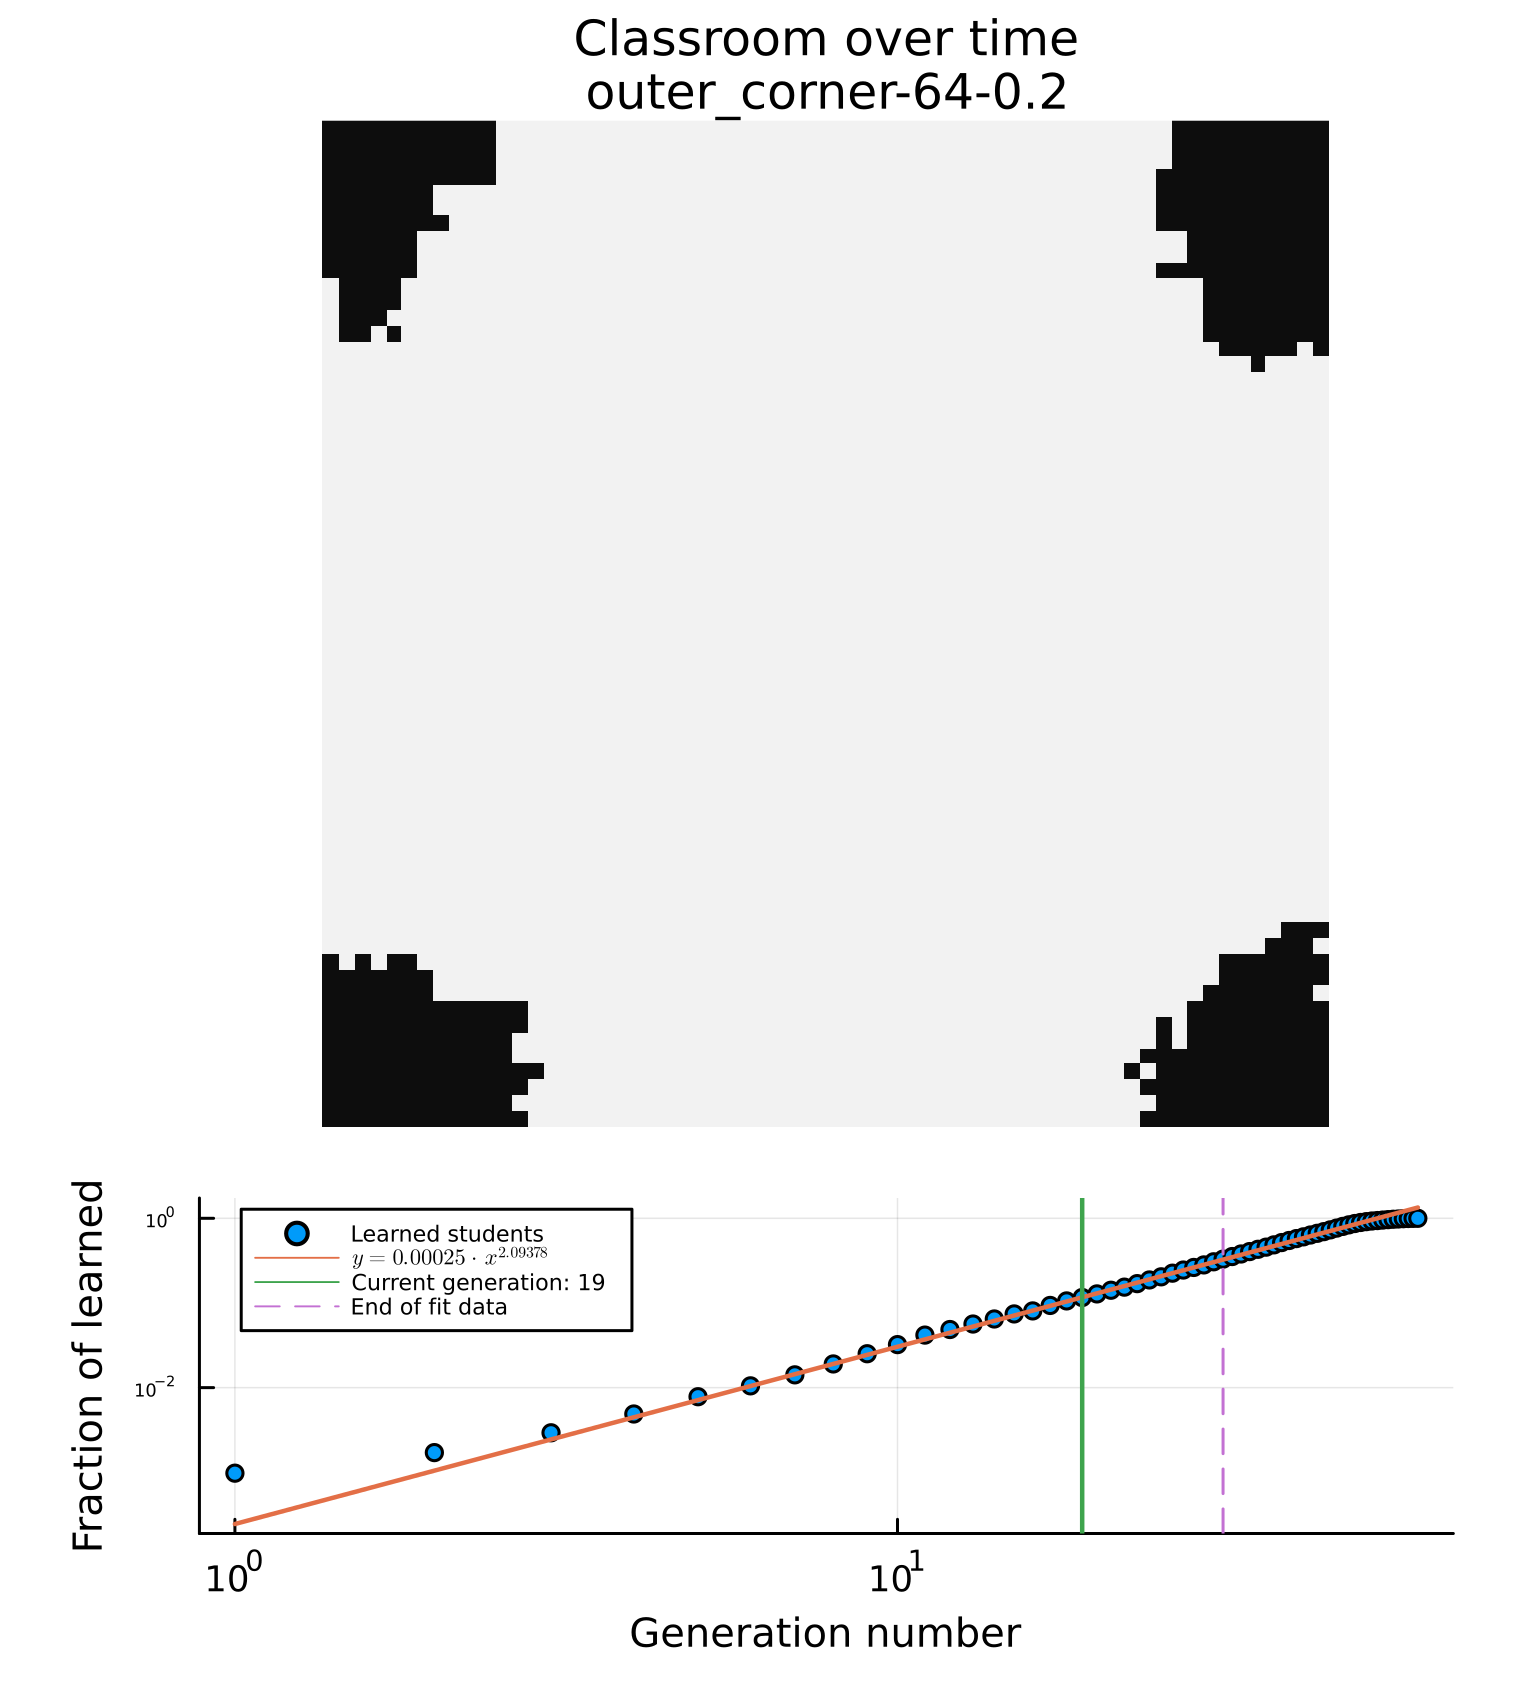 Classroom over time
outer_corner-64-0.2
Fraction of learned
10⁰
10⁻²
Learned students
y = 0.00025 · x^2.09378
Current generation: 19
End of fit data
10⁰
10¹
Generation number